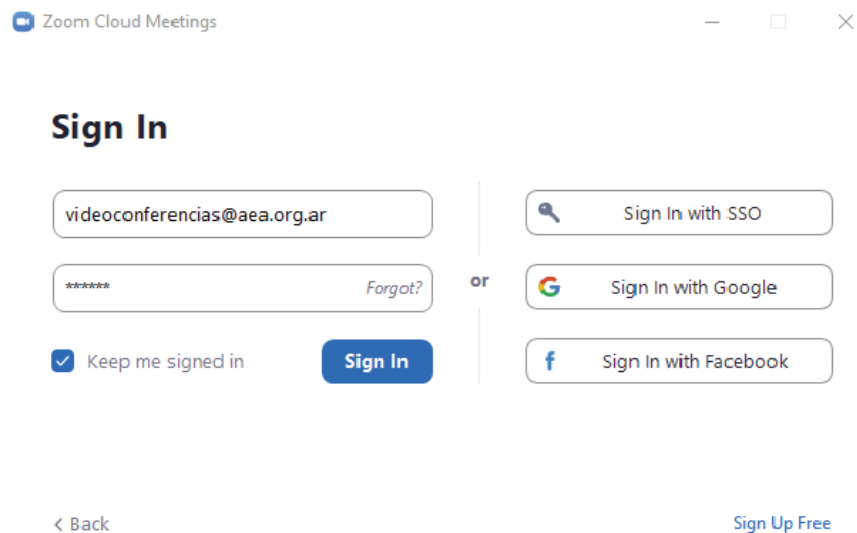 Zoom Cloud Meetings
Sign In
videoconferencias@aea.org.ar
****** Forgot?
Keep me signed in
Sign In
or
Sign In with SSO
Sign In with Google
Sign In with Facebook
< Back
Sign Up Free